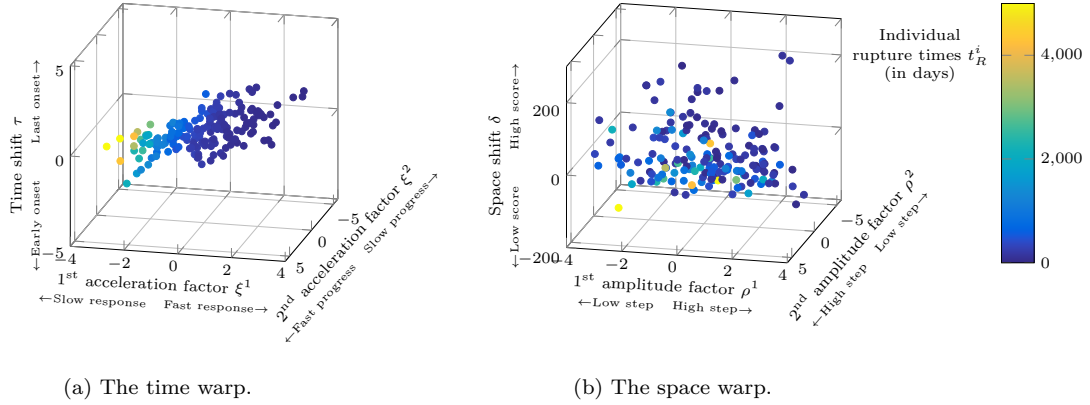 5
0
−5
Time shift τ
←Early onset
Last onset→
−4
−2
0
2
4
1st acceleration factor ξ1
←Slow response Fast response→
−5
0
5
2nd acceleration factor ξ2
←Fast progress Slow progress→
(a) The time warp.
200
0
−200
Space shift δ
←Low score
High score→
−4
−2
0
2
4
1st amplitude factor ρ1
←Low step High step→
−5
0
5
2nd amplitude factor ρ2
←High step Low step→
(b) The space warp.
Individual
rupture times t_R^i
(in days)
4,000
2,000
0